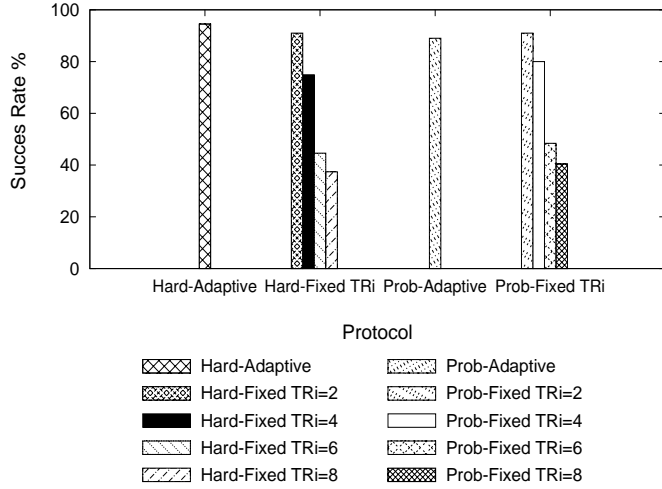 100
80
60
40
20
0
Succes Rate %
Hard-Adaptive Hard-Fixed TRi Prob-Adaptive Prob-Fixed TRi
Protocol
Hard-Adaptive Prob-Adaptive
Hard-Fixed TRi=2 Prob-Fixed TRi=2
Hard-Fixed TRi=4 Prob-Fixed TRi=4
Hard-Fixed TRi=6 Prob-Fixed TRi=6
Hard-Fixed TRi=8 Prob-Fixed TRi=8